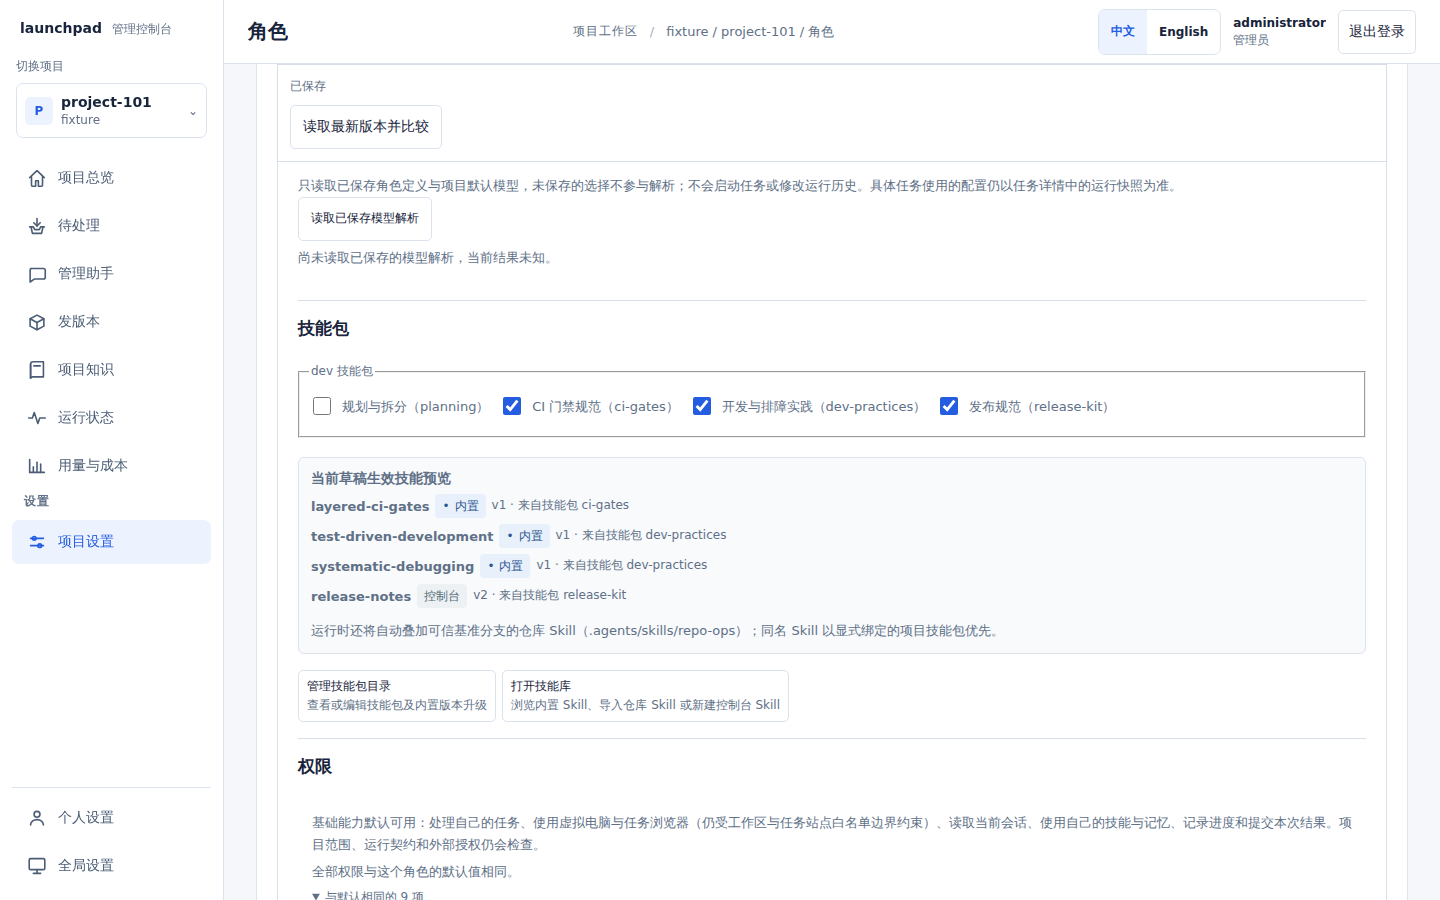 launchpad 管理控制台
切换项目
P project-101
fixture
项目总览
待处理
管理助手
发版本
项目知识
运行状态
用量与成本
设置
项目设置
个人设置
全局设置
角色
项目工作区 / fixture / project-101 / 角色
中文 English
administrator
管理员
退出登录
已保存
读取最新版本并比较
只读取已保存角色定义与项目默认模型，未保存的选择不参与解析；不会启动任务或修改运行历史。具体任务使用的配置仍以任务详情中的运行快照为准。
读取已保存模型解析
尚未读取已保存的模型解析，当前结果未知。
技能包
dev 技能包
规划与拆分（planning） CI 门禁规范（ci-gates） 开发与排障实践（dev-practices） 发布规范（release-kit）
当前草稿生效技能预览
layered-ci-gates • 内置 v1 · 来自技能包 ci-gates
test-driven-development • 内置 v1 · 来自技能包 dev-practices
systematic-debugging • 内置 v1 · 来自技能包 dev-practices
release-notes 控制台 v2 · 来自技能包 release-kit
运行时还将自动叠加可信基准分支的仓库 Skill（.agents/skills/repo-ops）；同名 Skill 以显式绑定的项目技能包优先。
管理技能包目录
查看或编辑技能包及内置版本升级
打开技能库
浏览内置 Skill、导入仓库 Skill 或新建控制台 Skill
权限
基础能力默认可用：处理自己的任务、使用虚拟电脑与任务浏览器（仍受工作区与任务站点白名单边界约束）、读取当前会话、使用自己的技能与记忆、记录进度和提交本次结果。项
目范围、运行契约和外部授权仍会检查。
全部权限与这个角色的默认值相同。
▼ 与默认相同的 9 项